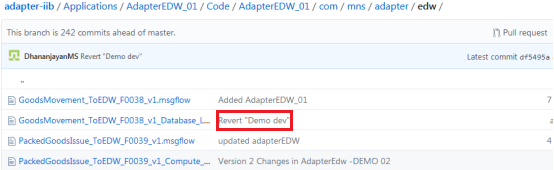 adapter-iib / Applications / AdapterEDW_01 / Code / AdapterEDW_01 / com / mns / adapter / edw /
This branch is 242 commits ahead of master. Pull request
DhananjayanMS Revert "Demo dev" Latest commit df5495a
..
GoodsMovement_ToEDW_F0038_v1.msgflow Added AdapterEDW_01 7
GoodsMovement_ToEDW_F0038_v1_Database_I... Revert "Demo dev" a
PackedGoodsIssue_ToEDW_F0039_v1.msgflow updated adapterEDW 4
PackedGoodsIssue_ToEDW_F0039_v1_Compute_... Version 2 Changes in AdapterEdw -DEMO 02